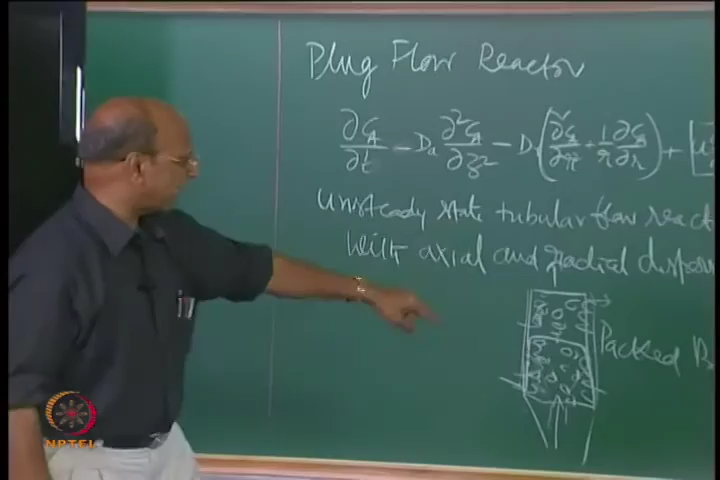 Plug Flow Reactor
∂C_A/∂t - D_a ∂²C_A/∂z² - D_r (∂²C_A/∂r² + 1/r ∂C_A/∂r) + [u
unsteady state tubular flow react
with axial and radial dispers
Packed B
NPTEL